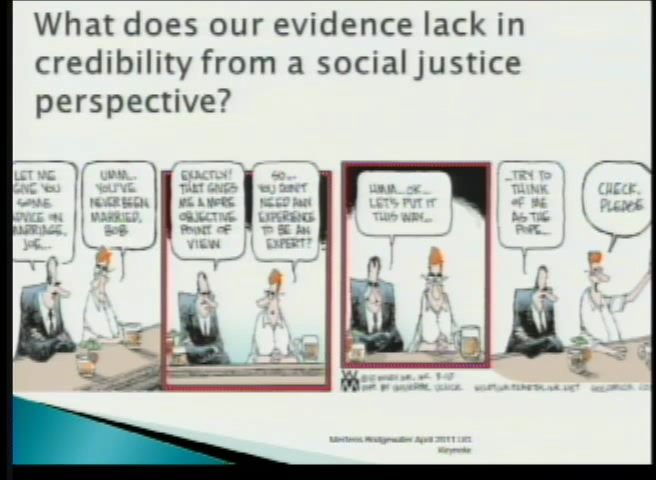 What does our evidence lack in
credibility from a social justice
perspective?
LET ME
GIVE YOU
SOME
ADVICE ON
MARRIAGE,
JOE...
UMM...
YOU'VE
NEVER BEEN
MARRIED,
BOB
EXACTLY!
THAT GIVES
ME A MORE
OBJECTIVE
POINT OF
VIEW
SO...
YOU DON'T
NEED ANY
EXPERIENCE
TO BE AN
EXPERT?
HMM...OK...
LET'S PUT IT
THIS WAY...
...TRY TO
THINK
OF ME
AS THE
POPE...
CHECK,
PLEASE
Mertens Bridgewater April 2011 UCI
Keynote